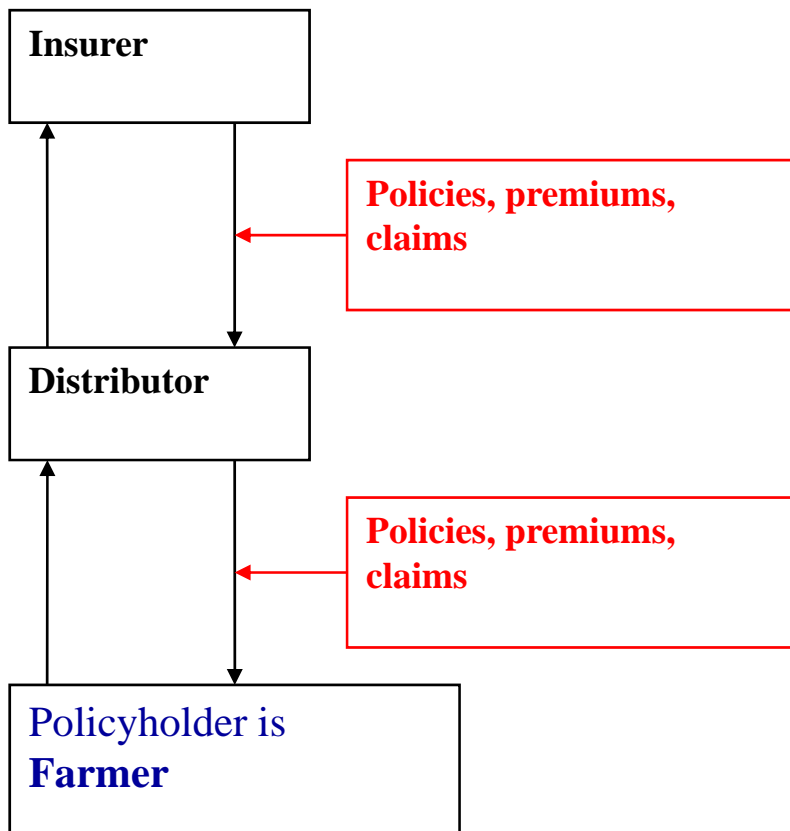 Insurer
Policies, premiums,
claims
Distributor
Policies, premiums,
claims
Policyholder is
Farmer